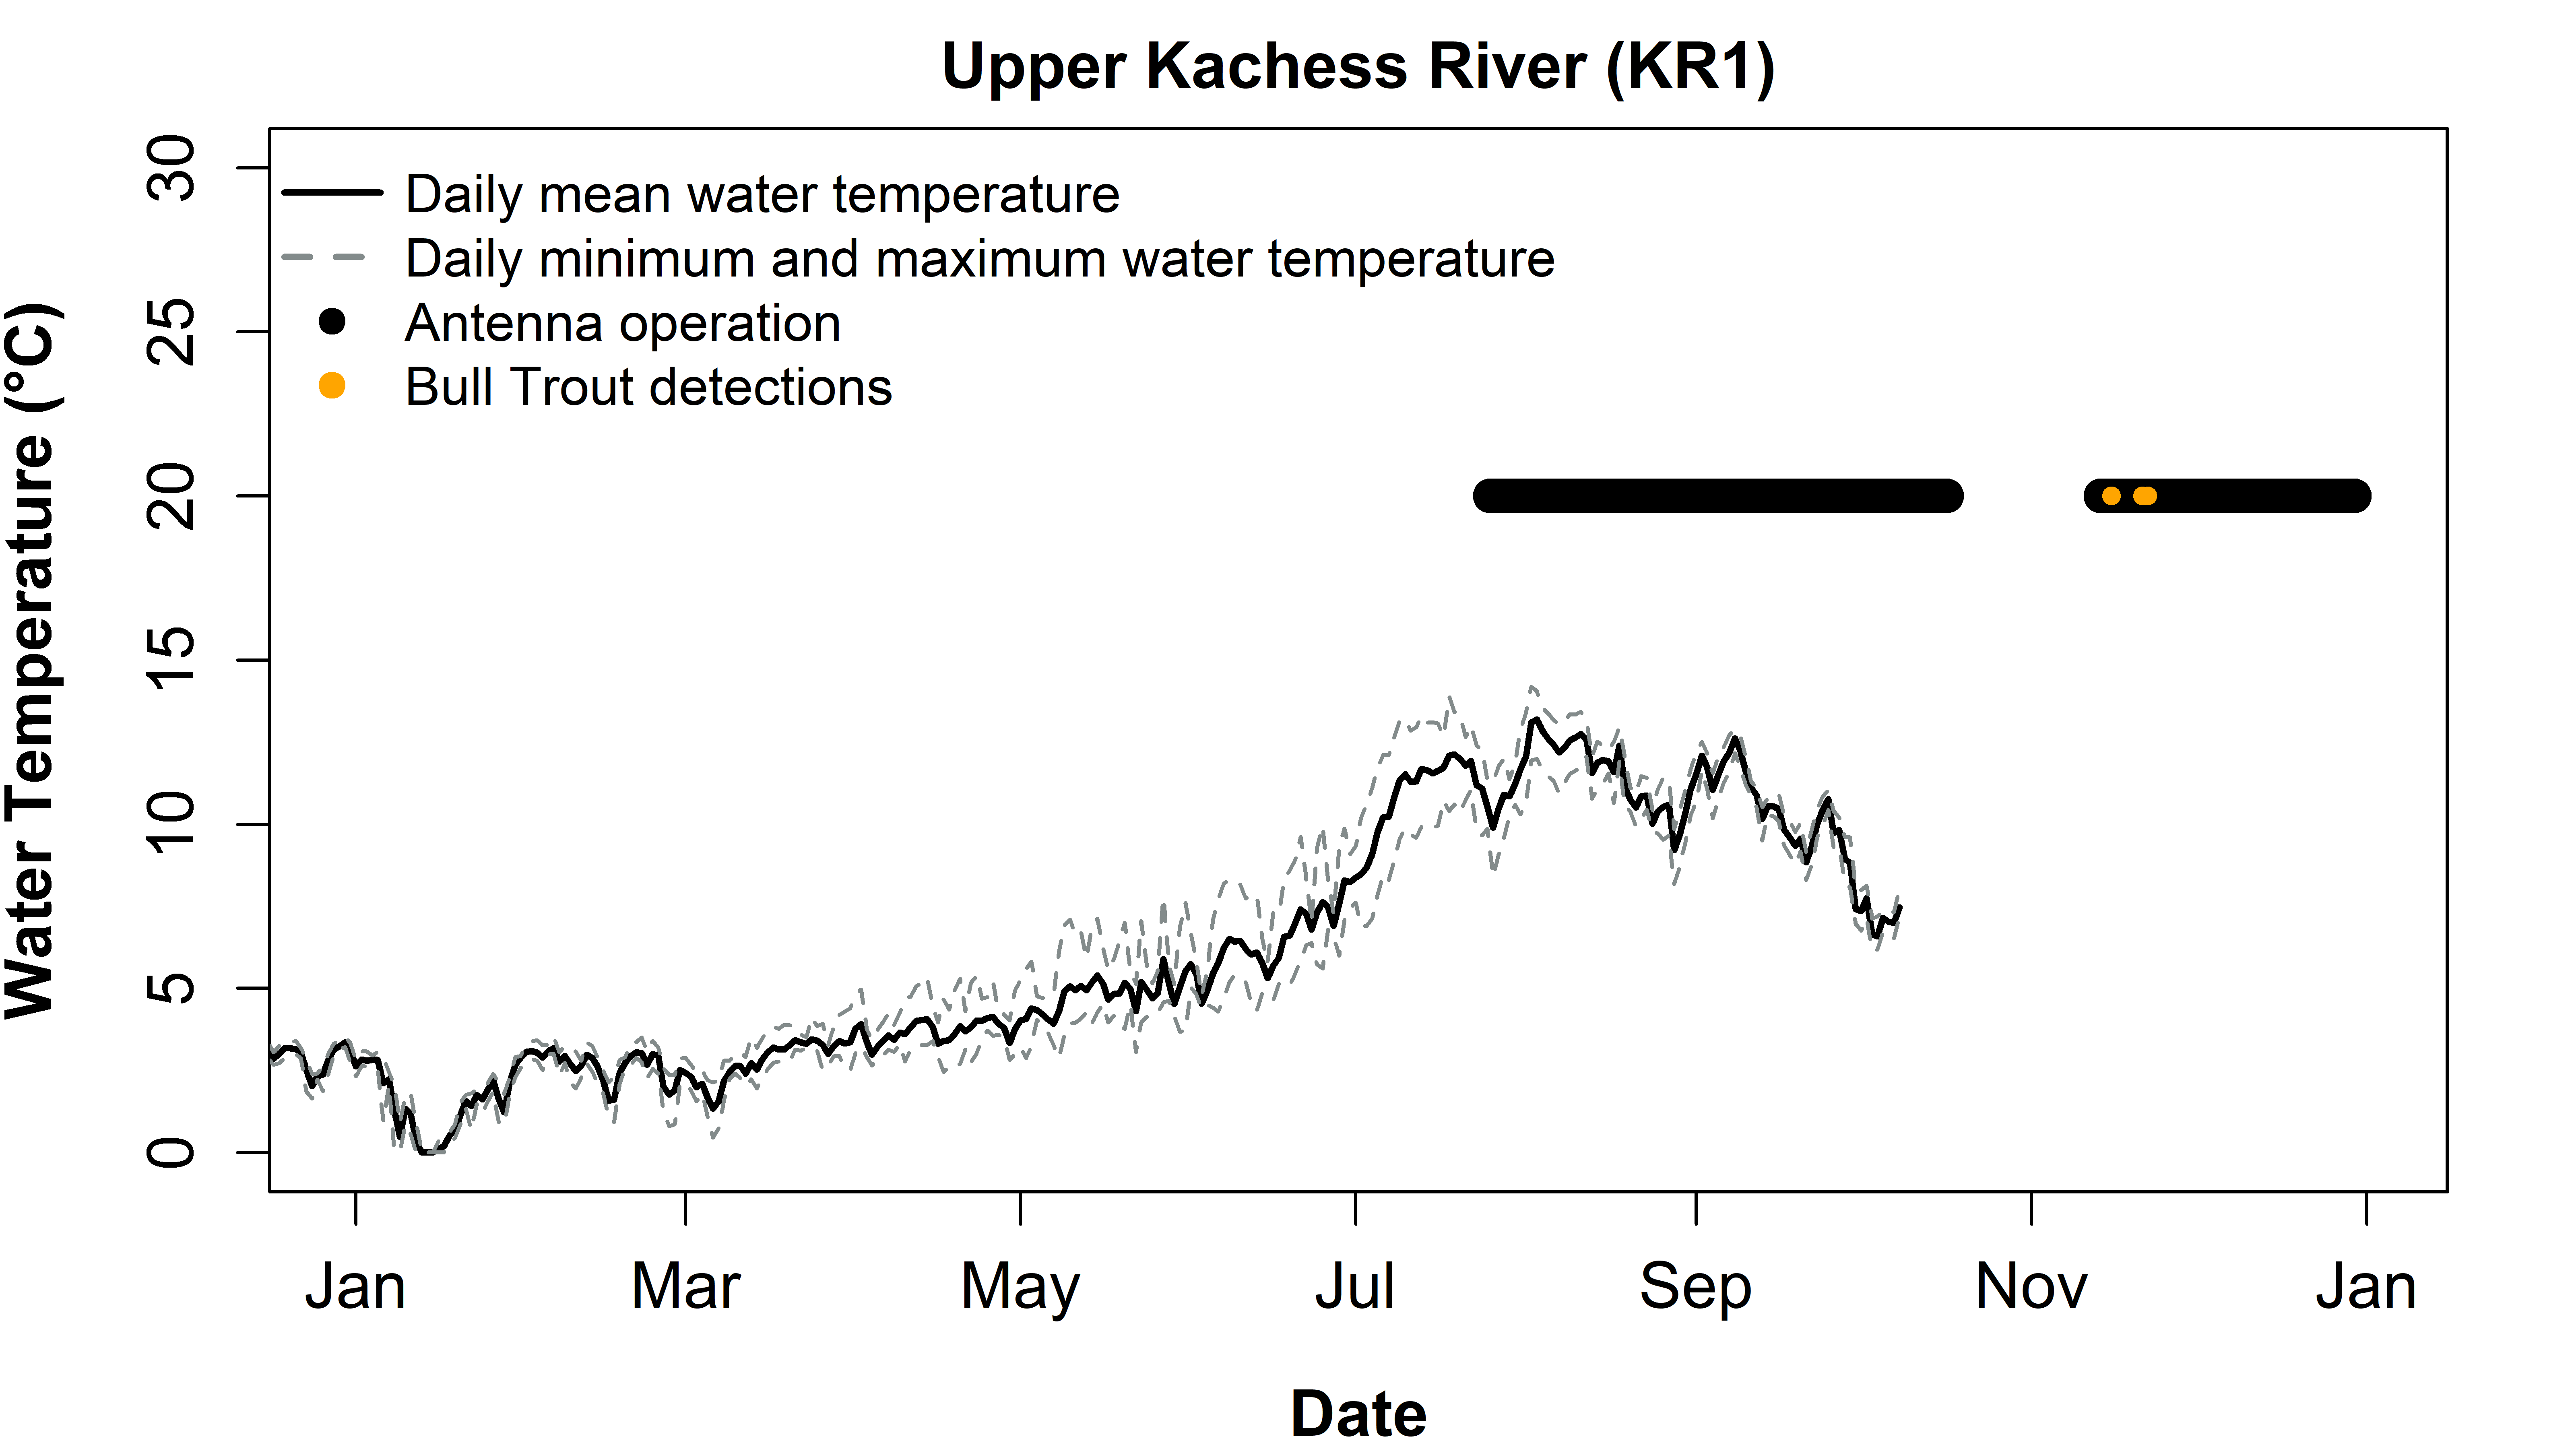 Upper Kachess River (KR1)
Daily mean water temperature
Daily minimum and maximum water temperature
Antenna operation
Bull Trout detections
Water Temperature (°C)
30
25
20
15
10
5
0
Jan Mar May Jul Sep Nov Jan
Date